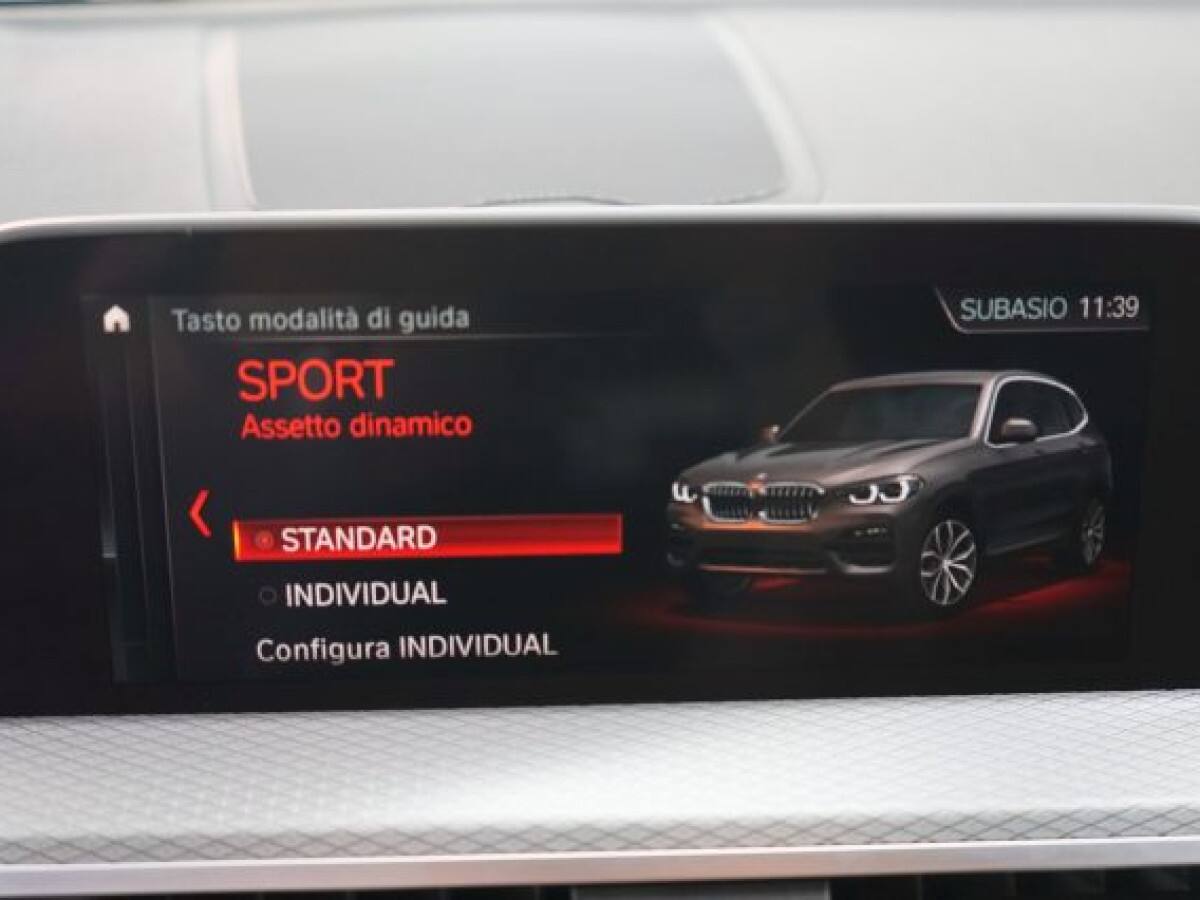 Tasto modalità di guida
SUBASIO 11:39
SPORT
Assetto dinamico
STANDARD
INDIVIDUAL
Configura INDIVIDUAL